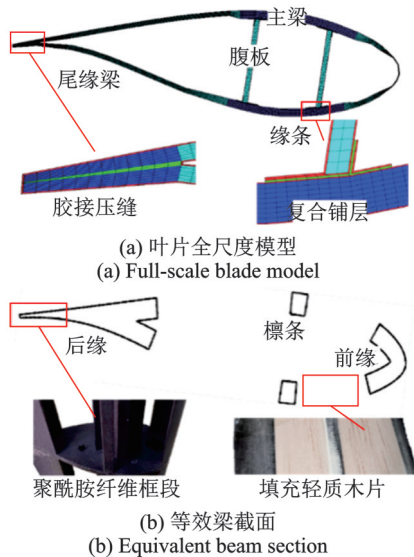 主梁
腹板
尾缘梁
缘条
胶接压缝
复合铺层
(a) 叶片全尺度模型
(a) Full-scale blade model
后缘
檩条
前缘
聚酰胺纤维框段
填充轻质木片
(b) 等效梁截面
(b) Equivalent beam section